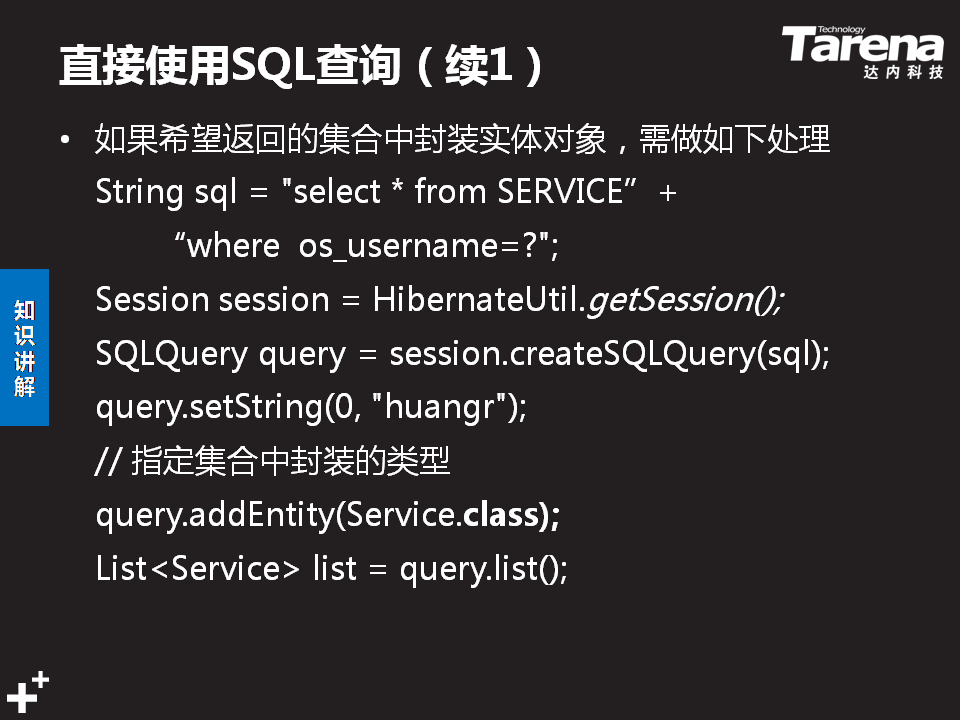 直接使用SQL查询（续1）
Technology
Tarena
达内科技
• 如果希望返回的集合中封装实体对象，需做如下处理
String sql = "select * from SERVICE” +
“where os_username=?";
Session session = HibernateUtil.getSession();
SQLQuery query = session.createSQLQuery(sql);
query.setString(0, "huangr");
// 指定集合中封装的类型
query.addEntity(Service.class);
List<Service> list = query.list();
知识讲解